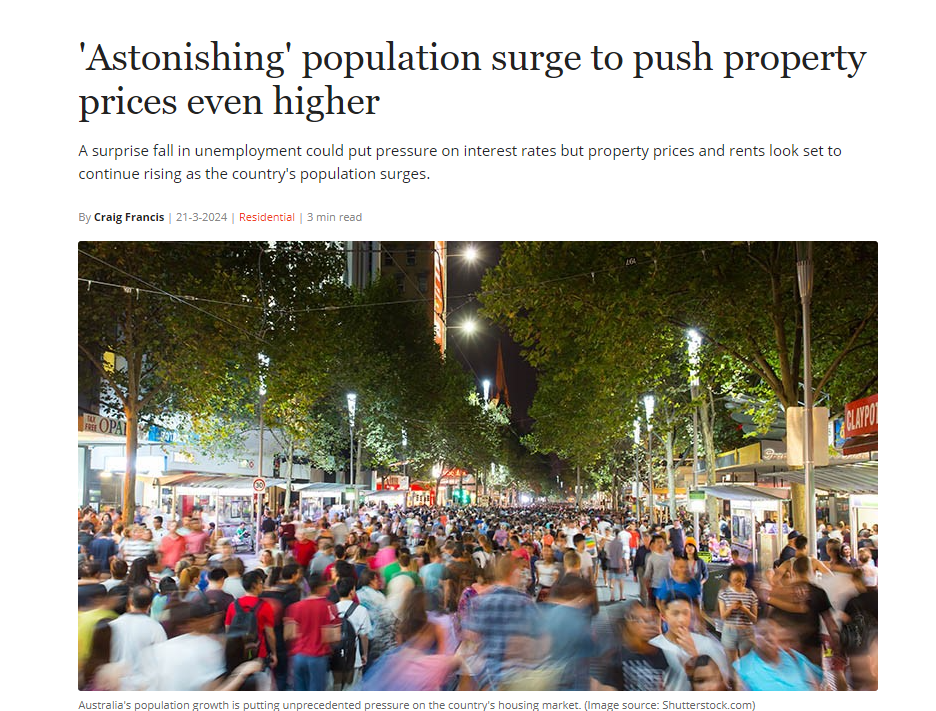 'Astonishing' population surge to push property
prices even higher
A surprise fall in unemployment could put pressure on interest rates but property prices and rents look set to
continue rising as the country's population surges.
By Craig Francis | 21-3-2024 | Residential | 3 min read
TAX
FREE OPAL
30
CLAYPOT
Australia's population growth is putting unprecedented pressure on the country's housing market. (Image source: Shutterstock.com)